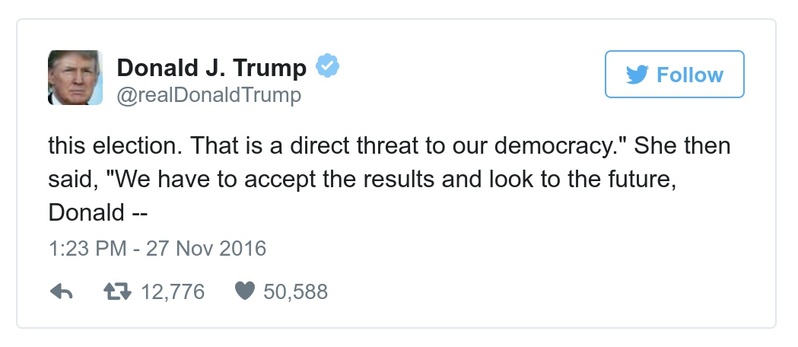 Donald J. Trump
@realDonaldTrump
Follow
this election. That is a direct threat to our democracy." She then
said, "We have to accept the results and look to the future,
Donald --
1:23 PM - 27 Nov 2016
12,776 50,588